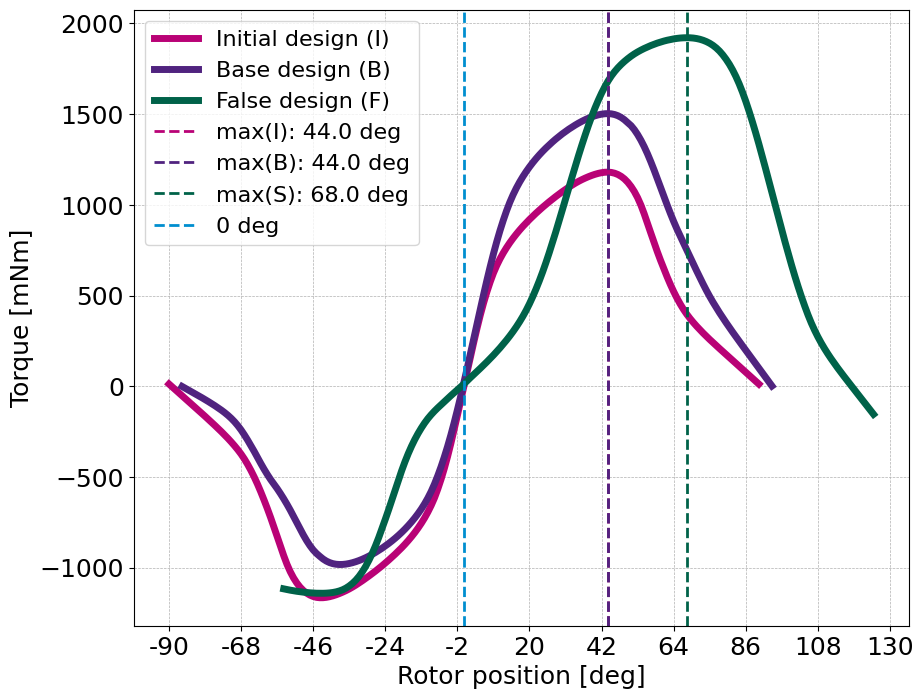 2000
1500
1000
500
0
−500
−1000
Torque [mNm]
Initial design (I)
Base design (B)
False design (F)
max(I): 44.0 deg
max(B): 44.0 deg
max(S): 68.0 deg
0 deg
-90 -68 -46 -24 -2 20 42 64 86 108 130
Rotor position [deg]